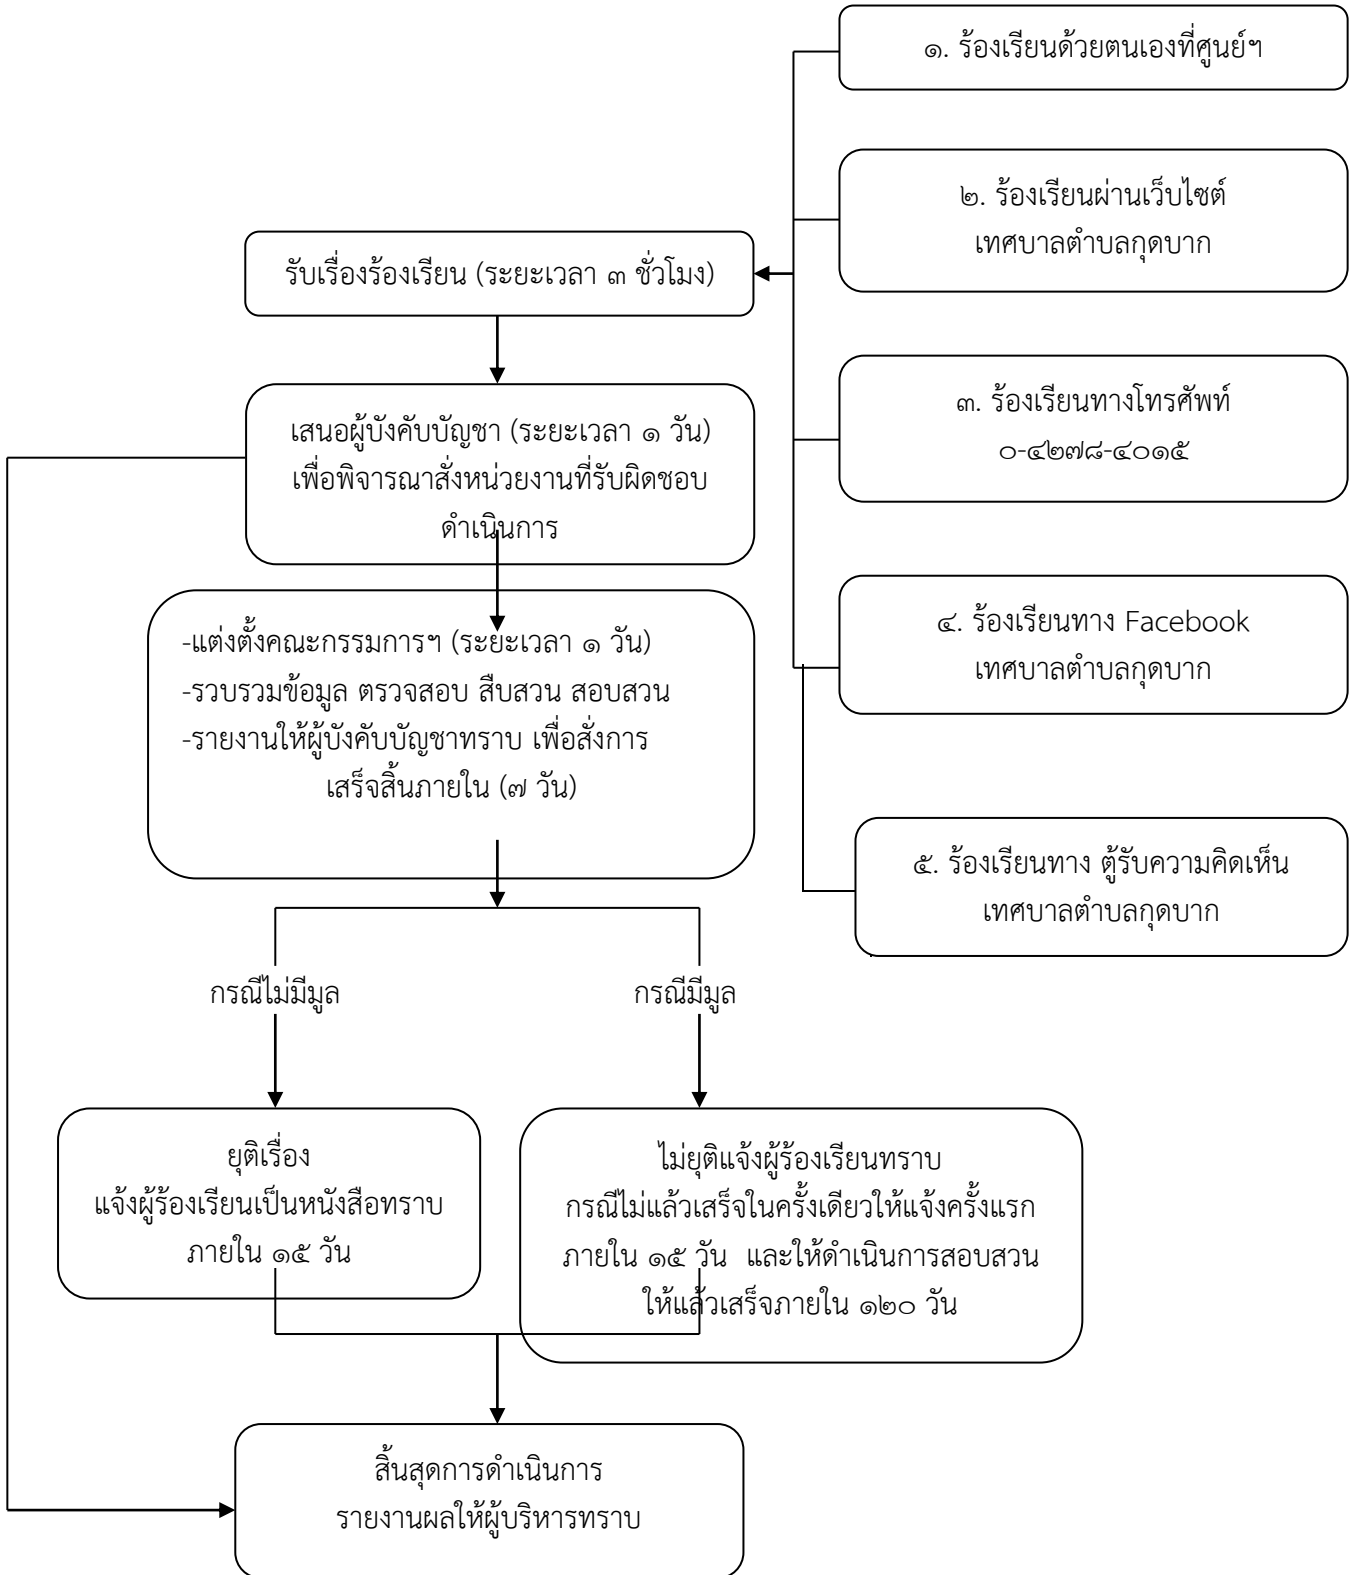 ๑. ร้องเรียนด้วยตนเองที่ศูนย์ฯ
๒. ร้องเรียนผ่านเว็บไซต์
เทศบาลตำบลกุดบาก
รับเรื่องร้องเรียน (ระยะเวลา ๓ ชั่วโมง)
๓. ร้องเรียนทางโทรศัพท์
๐-๔๒๗๘-๔๐๑๕
เสนอผู้บังคับบัญชา (ระยะเวลา ๑ วัน)
เพื่อพิจารณาสั่งหน่วยงานที่รับผิดชอบ
ดำเนินการ
๔. ร้องเรียนทาง Facebook
เทศบาลตำบลกุดบาก
-แต่งตั้งคณะกรรมการฯ (ระยะเวลา ๑ วัน)
-รวบรวมข้อมูล ตรวจสอบ สืบสวน สอบสวน
-รายงานให้ผู้บังคับบัญชาทราบ เพื่อสั่งการ
เสร็จสิ้นภายใน (๗ วัน)
๕. ร้องเรียนทาง ตู้รับความคิดเห็น
เทศบาลตำบลกุดบาก
กรณีไม่มีมูล
กรณีมีมูล
ยุติเรื่อง
แจ้งผู้ร้องเรียนเป็นหนังสือทราบ
ภายใน ๑๕ วัน
ไม่ยุติแจ้งผู้ร้องเรียนทราบ
กรณีไม่แล้วเสร็จในครั้งเดียวให้แจ้งครั้งแรก
ภายใน ๑๕ วัน และให้ดำเนินการสอบสวน
ให้แล้วเสร็จภายใน ๑๒๐ วัน
สิ้นสุดการดำเนินการ
รายงานผลให้ผู้บริหารทราบ